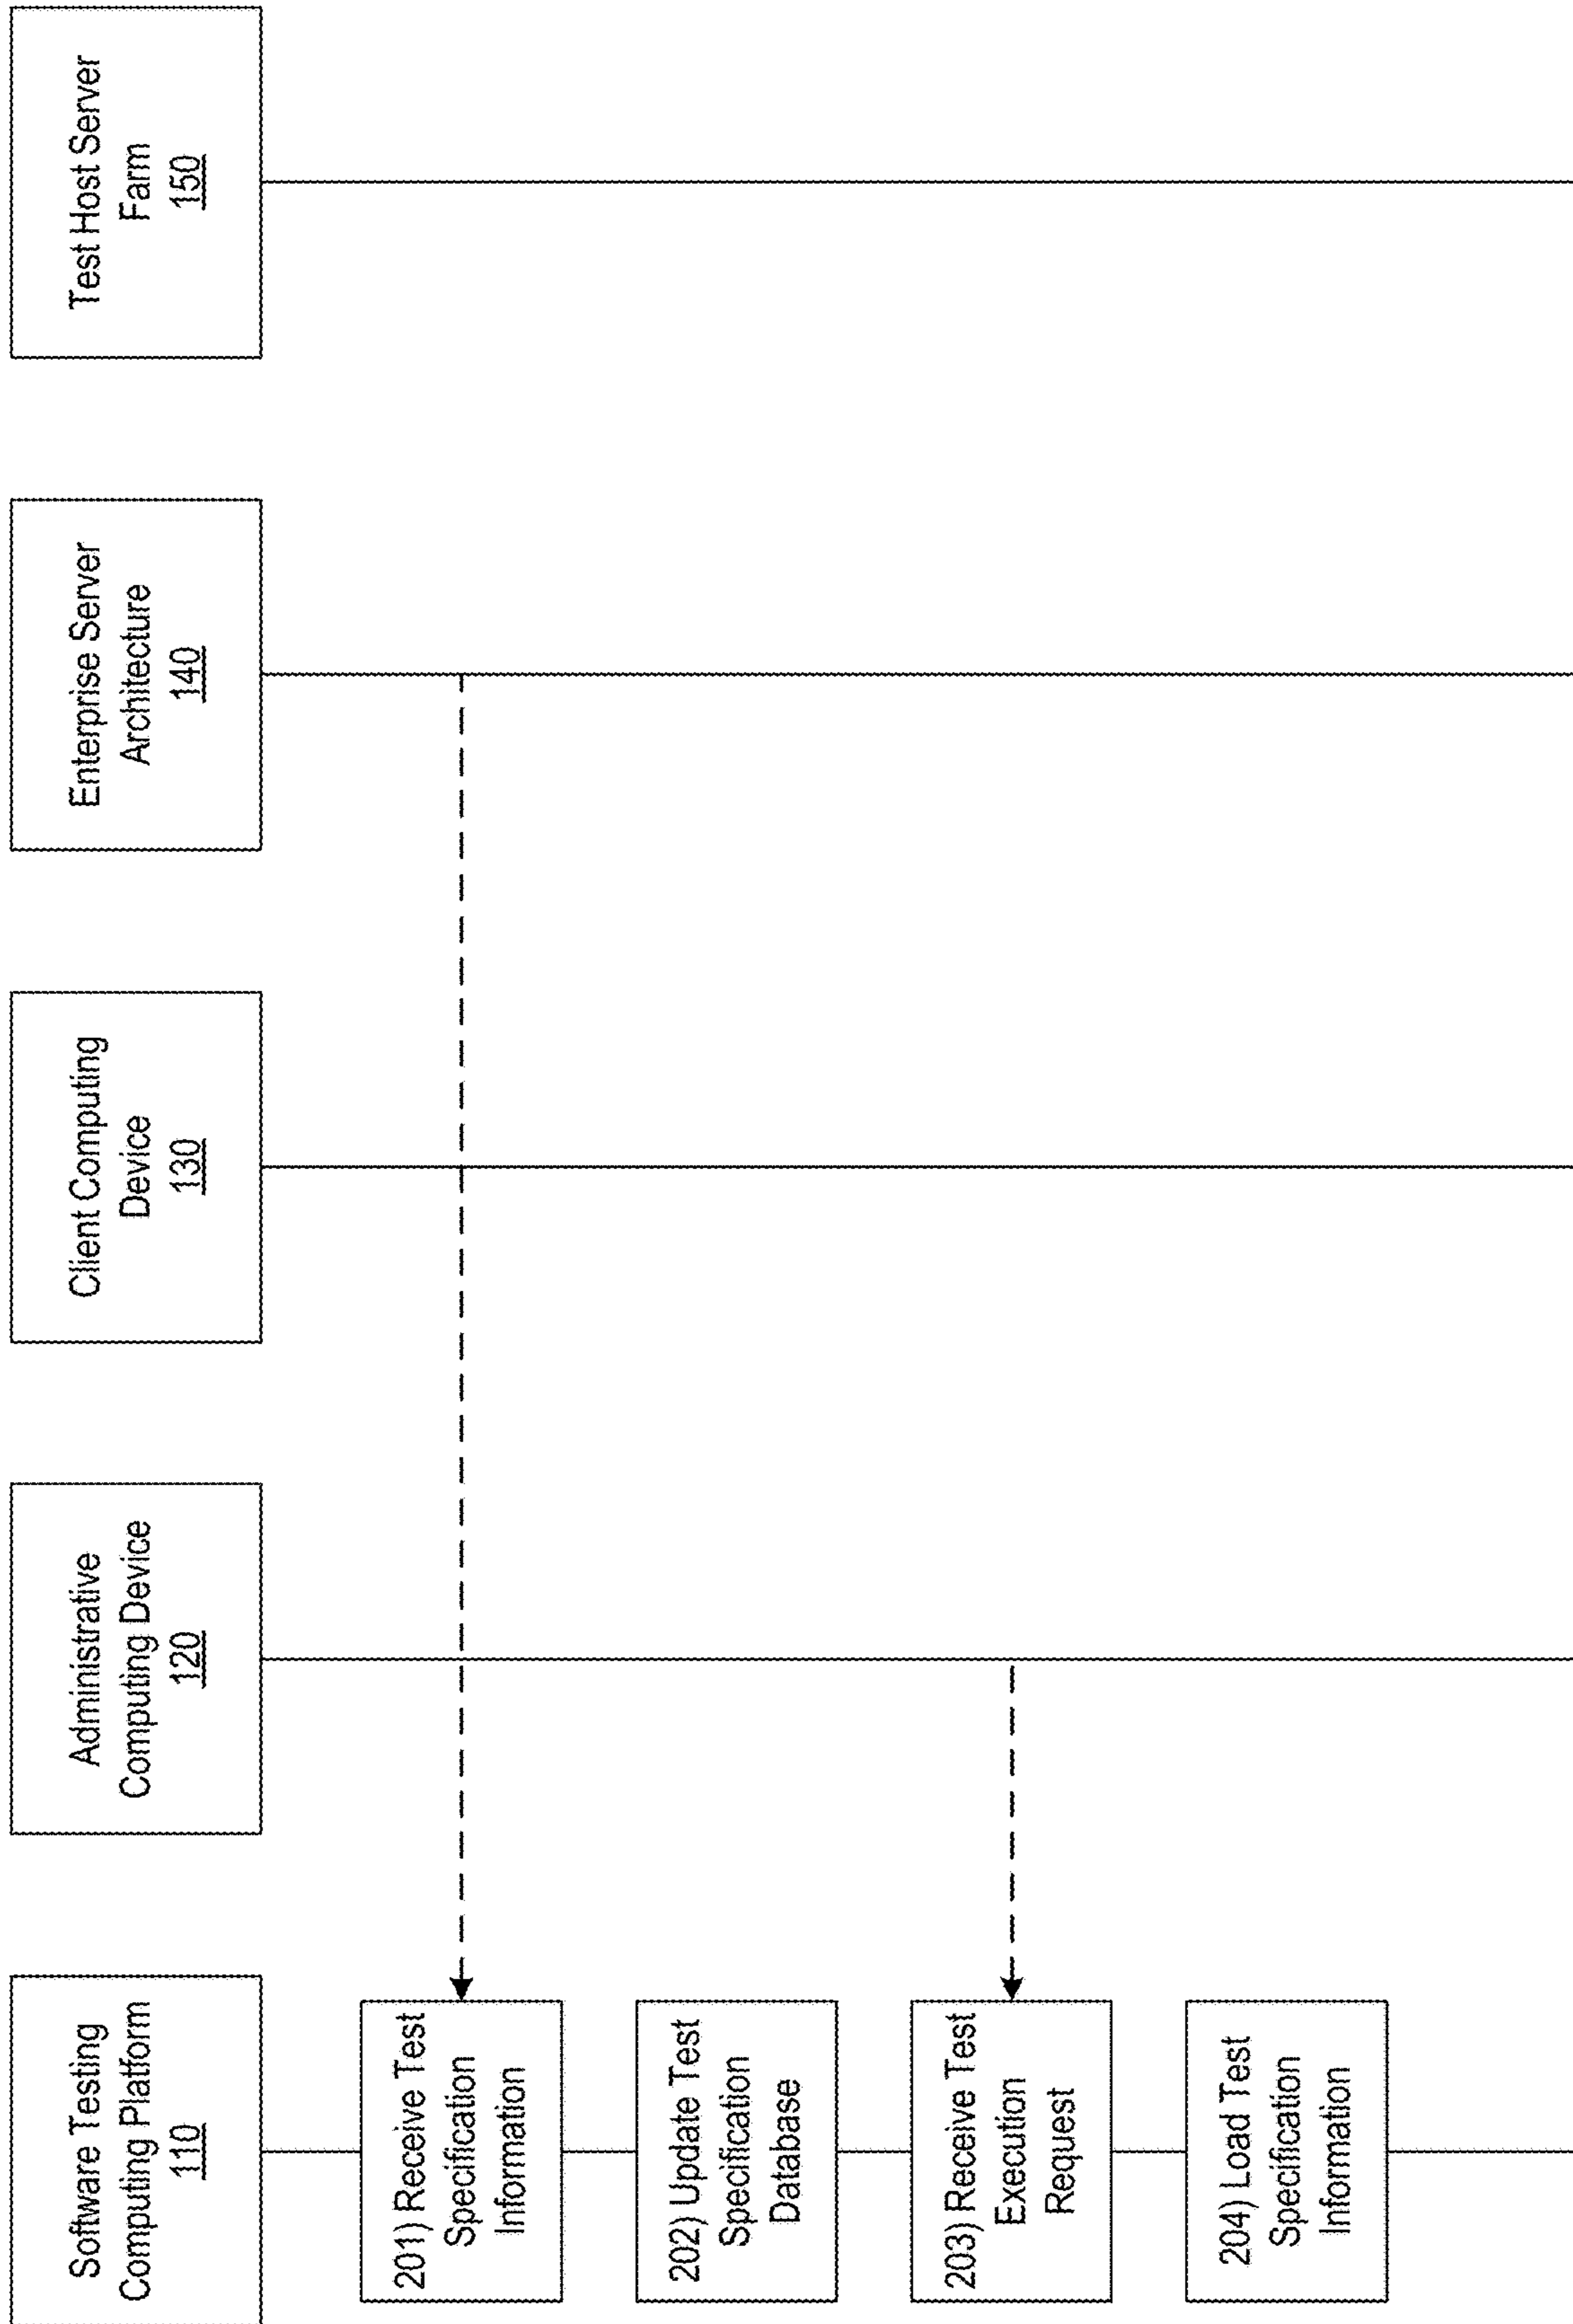 Software Testing
Computing Platform
110
Administrative
Computing Device
120
Client Computing
Device
130
Enterprise Server
Architecture
140
Test Host Server
Farm
150
201) Receive Test
Specification
Information
202) Update Test
Specification
Database
203) Receive Test
Execution
Request
204) Load Test
Specification
Information